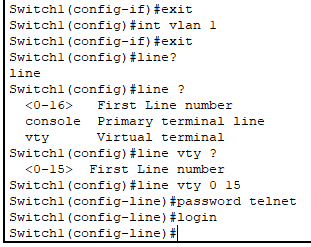 Switch1(config-if)#exit
Switch1(config)#int vlan 1
Switch1(config-if)#exit
Switch1(config)#line?
line
Switch1(config)#line ?
  <0-16>   First Line number
  console  Primary terminal line
  vty      Virtual terminal
Switch1(config)#line vty ?
  <0-15>  First Line number
Switch1(config)#line vty 0 15
Switch1(config-line)#password telnet
Switch1(config-line)#login
Switch1(config-line)#